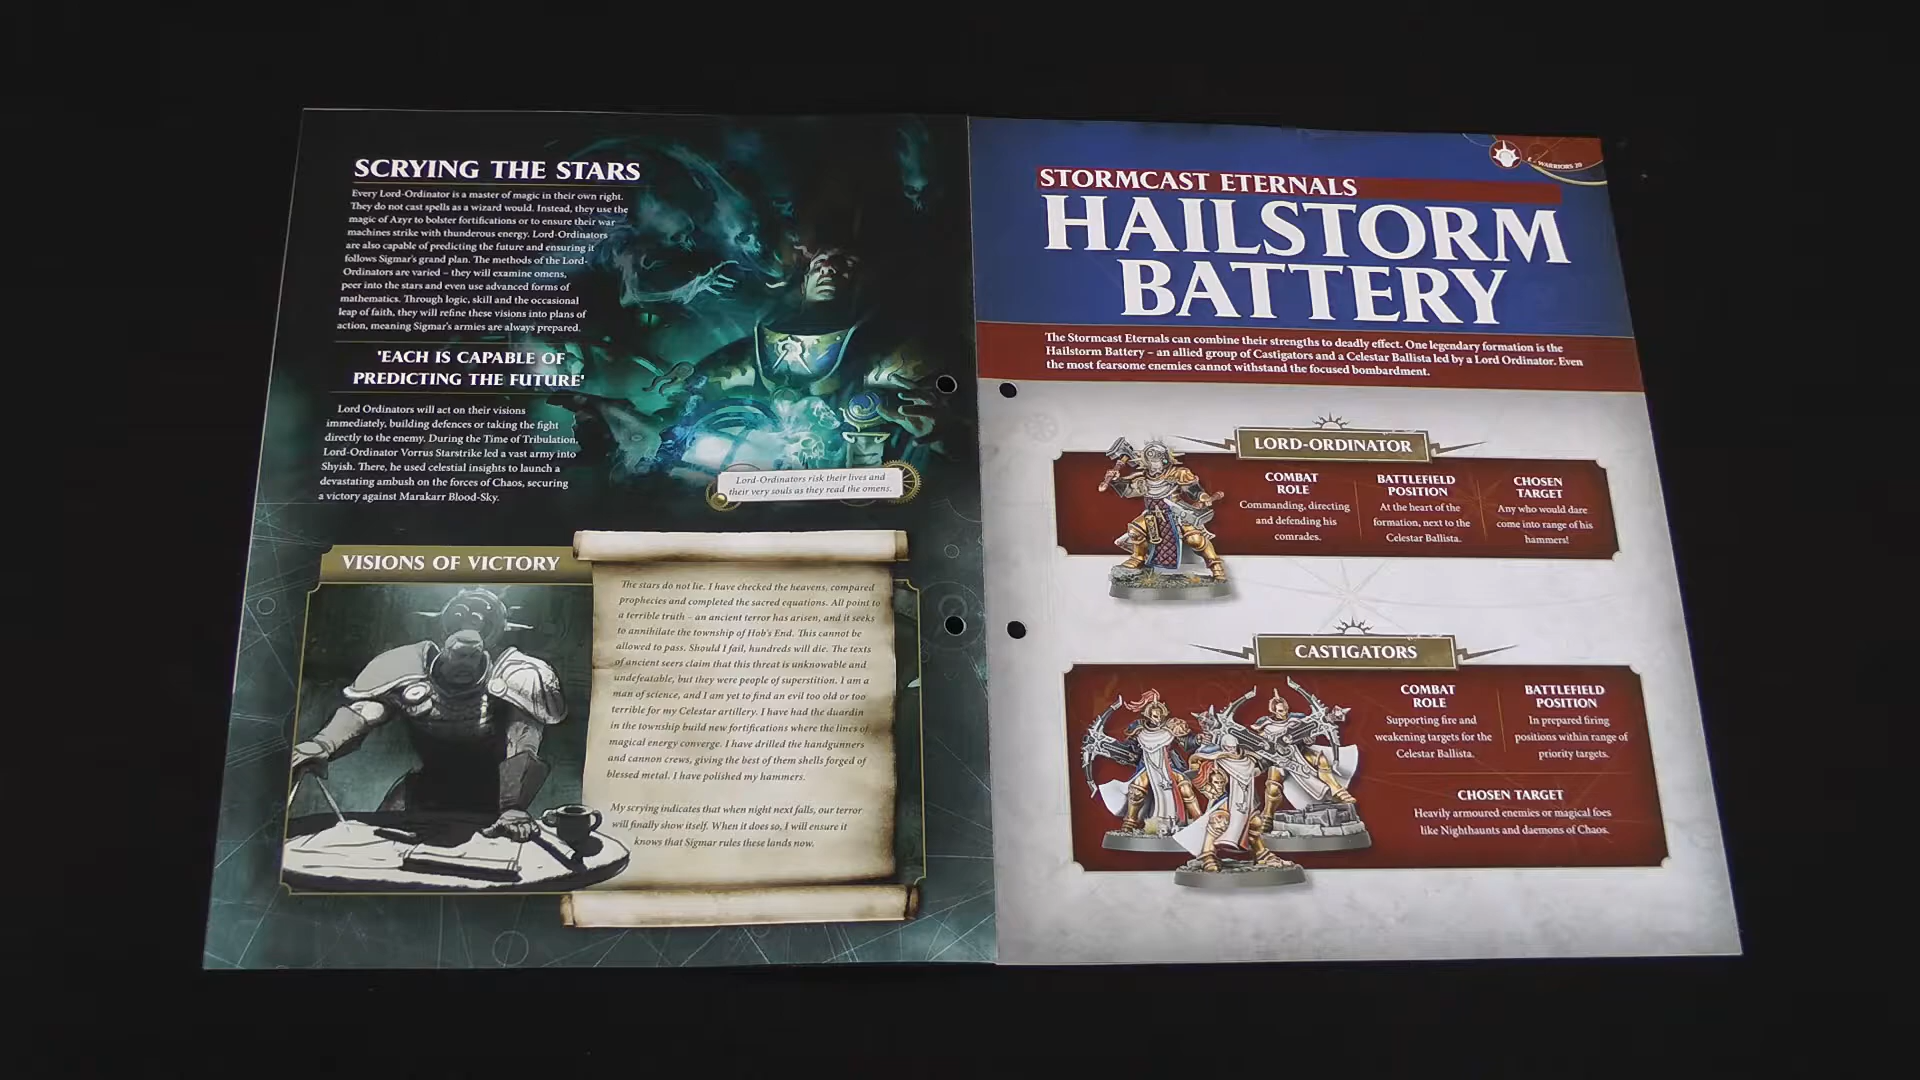 SCRYING THE STARS
Every Lord-Ordinator is a master of magic in their own right.
They do not cast spells as a wizard would. Instead, they use the
magic of Azyr to bolster fortifications or to ensure their war
machines strike with thunderous energy. Lord-Ordinators
are also capable of predicting the future and ensuring it
follows Sigmar's grand plan. The methods of the Lord-
Ordinators are varied – they will examine omens,
peer into the stars and even use advanced forms of
mathematics. Through logic, skill and the occasional
leap of faith, they will refine these visions into plans of
action, meaning Sigmar's armies are always prepared.
'EACH IS CAPABLE OF
PREDICTING THE FUTURE'
Lord Ordinators will act on their visions
immediately, building defences or taking the fight
directly to the enemy. During the Time of Tribulation,
Lord-Ordinator Vorrus Starstrike led a vast army into
Shyish. There, he used celestial insights to launch a
devastating ambush on the forces of Chaos, securing
a victory against Marakarr Blood-Sky.
Lord-Ordinators risk their lives and
their very souls as they read the omens.
VISIONS OF VICTORY
The stars do not lie. I have checked the heavens, compared
prophecies and completed the sacred equations. All point to
a terrible truth – an ancient terror has arisen, and it seeks
to annihilate the township of Hob's End. This cannot be
allowed to pass. Should I fail, hundreds will die. The texts
of ancient seers claim that this threat is unknowable and
undefeatable, but they were people of superstition. I am a
man of science, and I am yet to find an evil too old or too
terrible for my Celestar artillery. I have had the duardin
in the township build new fortifications where the lines of
magical energy converge. I have drilled the handgunners
and cannon crews, giving the best of them shells forged of
blessed metal. I have polished my hammers.
My scrying indicates that when night next falls, our terror
will finally show itself. When it does so, I will ensure it
knows that Sigmar rules these lands now.
WARRIORS 20
STORMCAST ETERNALS
HAILSTORM
BATTERY
The Stormcast Eternals can combine their strengths to deadly effect. One legendary formation is the
Hailstorm Battery – an allied group of Castigators and a Celestar Ballista led by a Lord Ordinator. Even
the most fearsome enemies cannot withstand the focused bombardment.
LORD-ORDINATOR
COMBAT
ROLE
Commanding, directing
and defending his
comrades.
BATTLEFIELD
POSITION
At the heart of the
formation, next to the
Celestar Ballista.
CHOSEN
TARGET
Any who would dare
come into range of his
hammers!
CASTIGATORS
COMBAT
ROLE
Supporting fire and
weakening targets for the
Celestar Ballista.
BATTLEFIELD
POSITION
In prepared firing
positions within range of
priority targets.
CHOSEN TARGET
Heavily armoured enemies or magical foes
like Nighthaunts and daemons of Chaos.